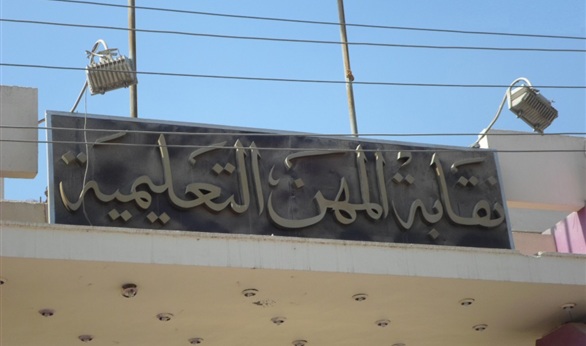 نقابة المهن التعليمية